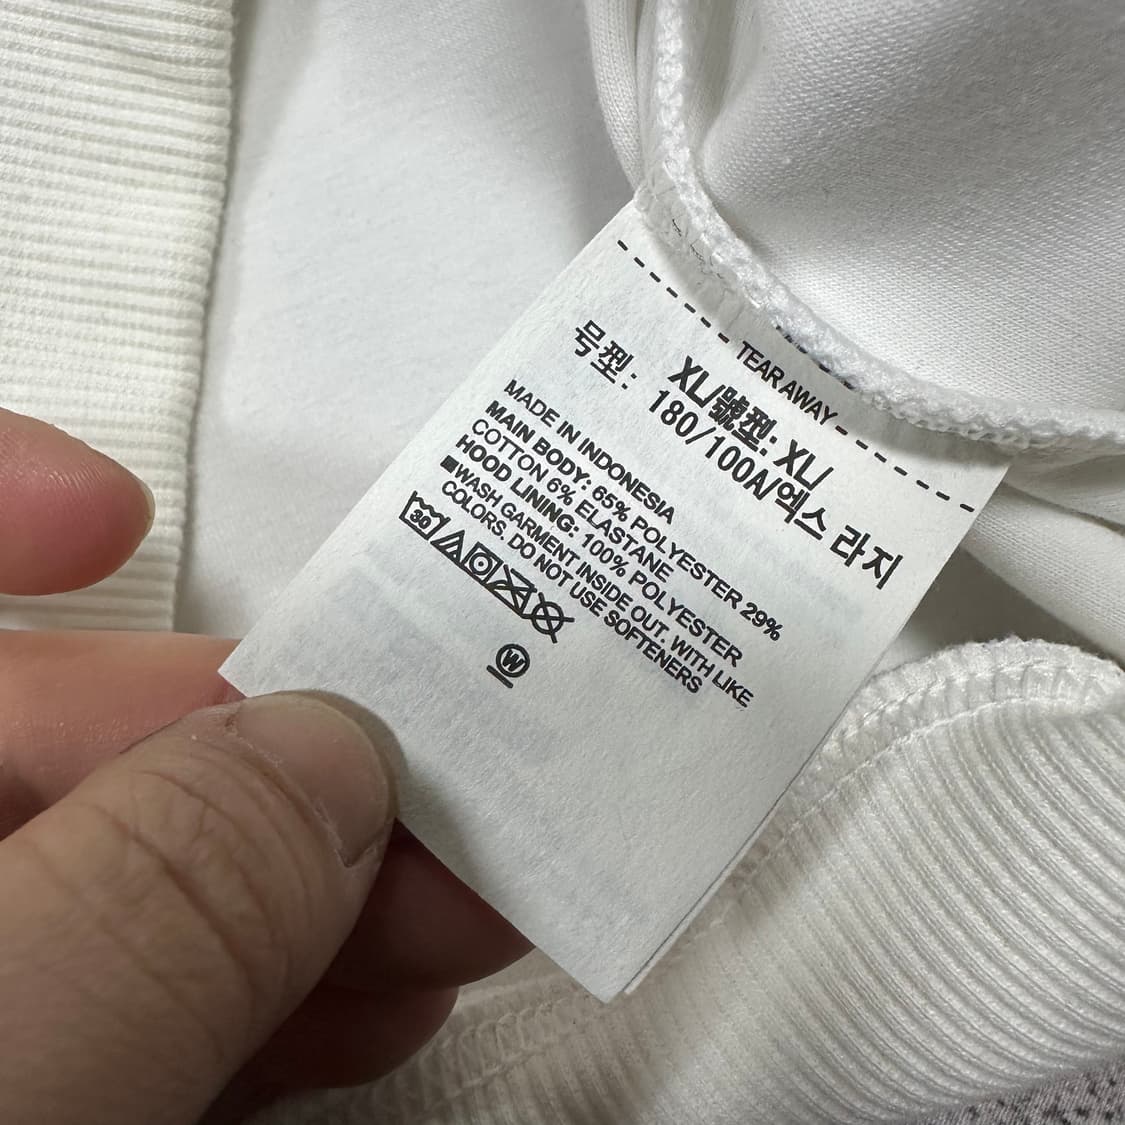 TEAR AWAY
号型: XL/號型: XL/
180/100A/엑스 라지
MADE IN INDONESIA
MAIN BODY: 65% POLYESTER 29%
COTTON 6% ELASTANE
HOOD LINING: 100% POLYESTER
■WASH GARMENT INSIDE OUT. WITH LIKE
COLORS. DO NOT USE SOFTENERS
30
W